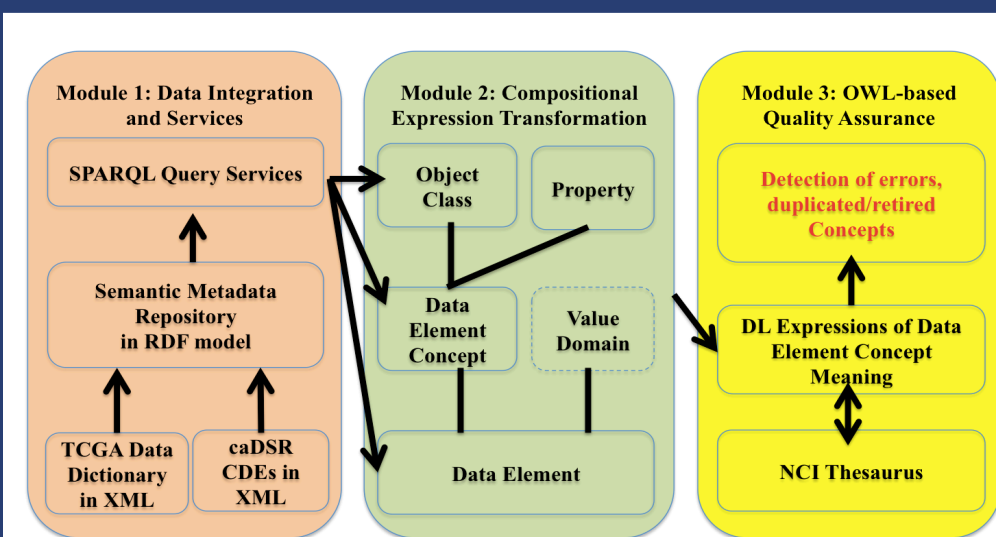 Module 1: Data Integration
and Services
SPARQL Query Services
Semantic Metadata
Repository
in RDF model
TCGA Data
Dictionary
in XML
caDSR
CDEs in
XML
Module 2: Compositional
Expression Transformation
Object
Class
Property
Data
Element
Concept
Value
Domain
Data Element
Module 3: OWL-based
Quality Assurance
Detection of errors,
duplicated/retired
Concepts
DL Expressions of Data
Element Concept
Meaning
NCI Thesaurus